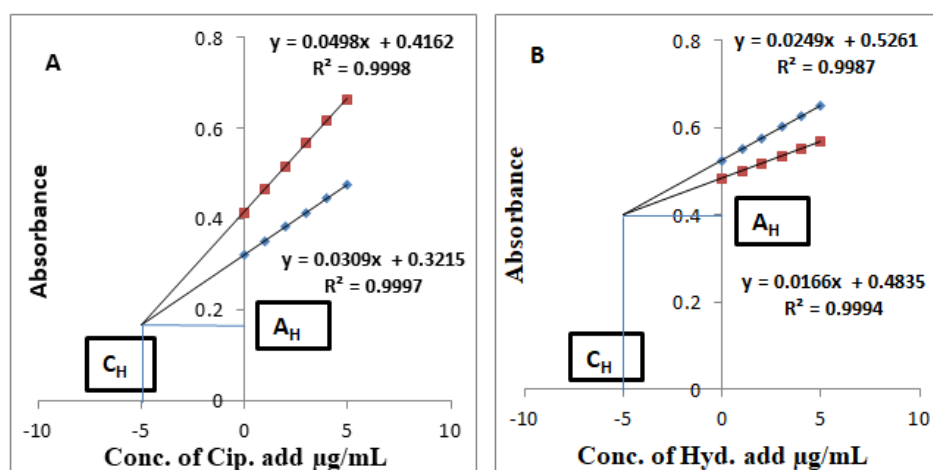 A
y = 0.0498x + 0.4162
R² = 0.9998
0.8
0.6
0.4
0.2
0
Absorbance
y = 0.0309x + 0.3215
R² = 0.9997
A_H
C_H
-10 -5 0 5 10
Conc. of Cip. add µg/mL
B
y = 0.0249x + 0.5261
R² = 0.9987
0.8
0.6
0.4
0.2
0
Absorbance
A_H
y = 0.0166x + 0.4835
R² = 0.9994
C_H
-10 -5 0 5 10
Conc. of Hyd. add µg/mL